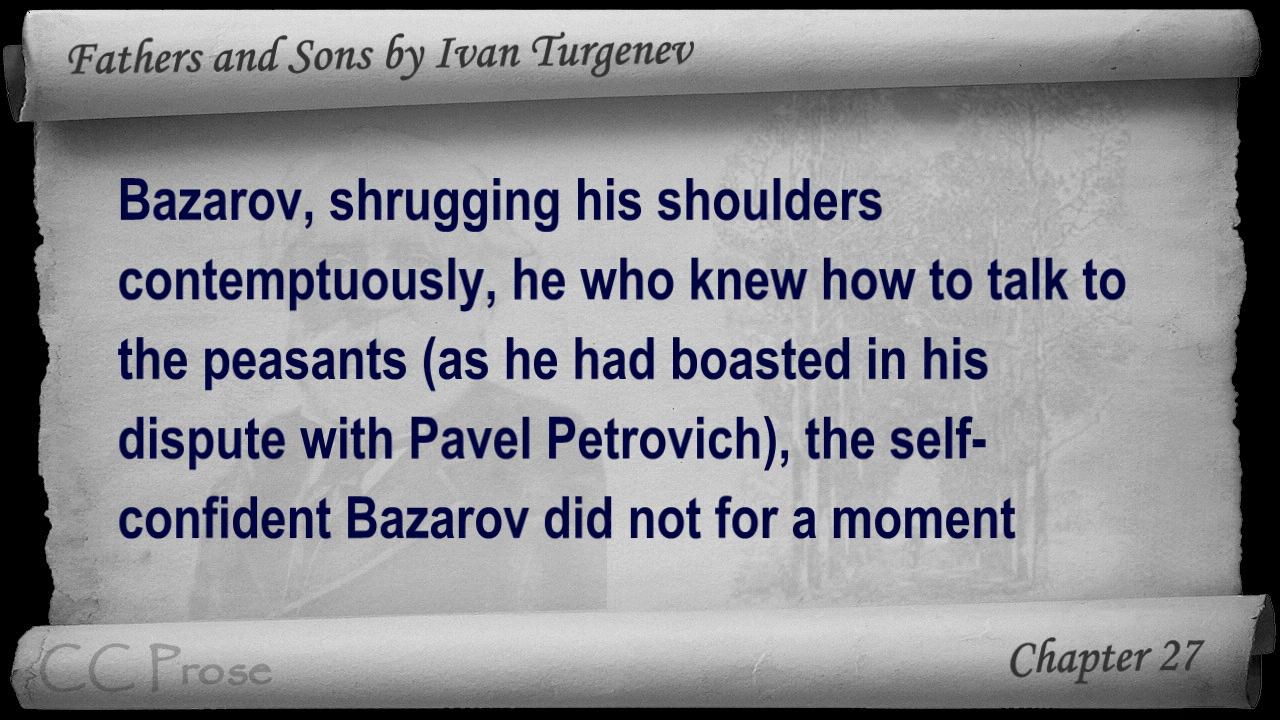 Fathers and Sons by Ivan Turgenev
Bazarov, shrugging his shoulders
contemptuously, he who knew how to talk to
the peasants (as he had boasted in his
dispute with Pavel Petrovich), the self-
confident Bazarov did not for a moment
CC Prose
Chapter 27